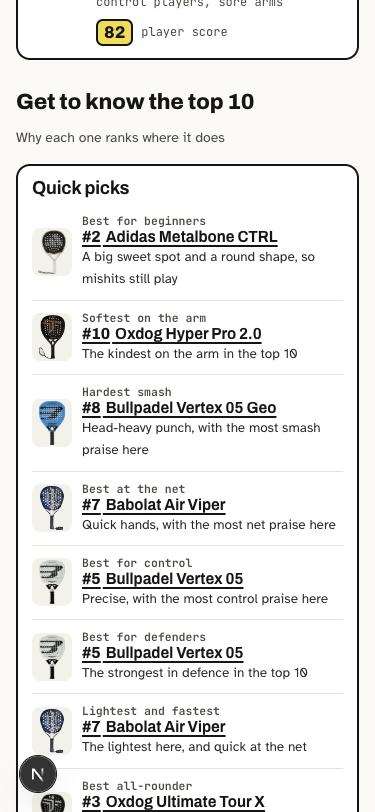 control players, sore arms
82 player score
Get to know the top 10
Why each one ranks where it does
Quick picks
Best for beginners
#2 Adidas Metalbone CTRL
A big sweet spot and a round shape, so
mishits still play
Softest on the arm
#10 Oxdog Hyper Pro 2.0
The kindest on the arm in the top 10
Hardest smash
#8 Bullpadel Vertex 05 Geo
Head-heavy punch, with the most smash
praise here
Best at the net
#7 Babolat Air Viper
Quick hands, with the most net praise here
Best for control
#5 Bullpadel Vertex 05
Precise, with the most control praise here
Best for defenders
#5 Bullpadel Vertex 05
The strongest in defence in the top 10
Lightest and fastest
#7 Babolat Air Viper
The lightest here, and quick at the net
N
Best all-rounder
#3 Oxdog Ultimate Tour X